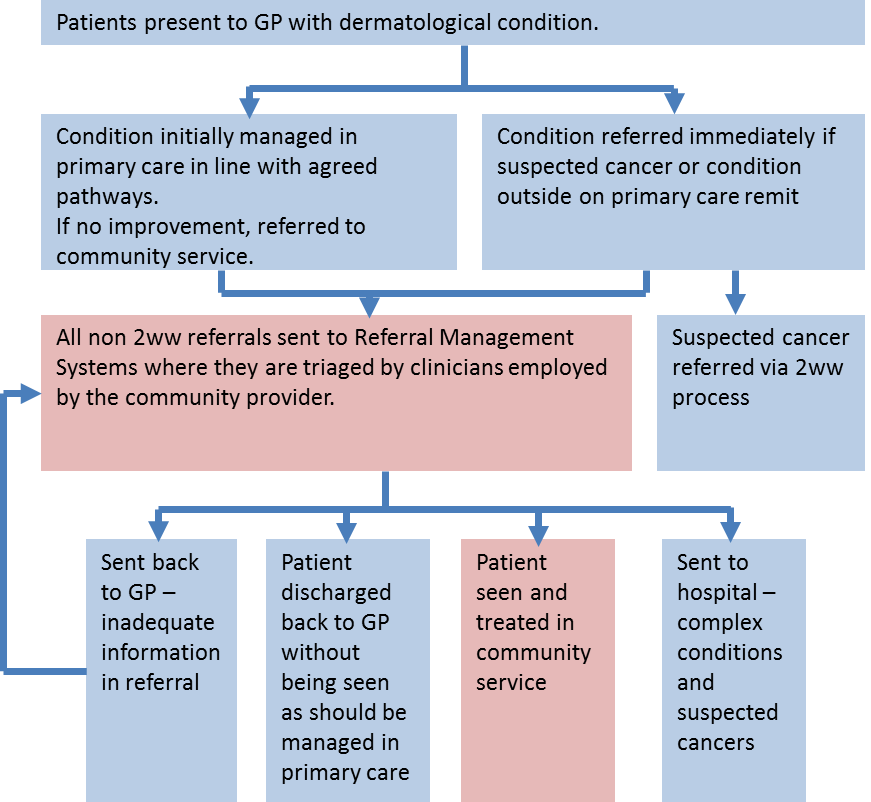 Patients present to GP with dermatological condition.
Condition initially managed in
primary care in line with agreed
pathways.
If no improvement, referred to
community service.
Condition referred immediately if
suspected cancer or condition
outside on primary care remit
All non 2ww referrals sent to Referral Management
Systems where they are triaged by clinicians employed
by the community provider.
Suspected cancer
referred via 2ww
process
Sent back
to GP –
inadequate
information
in referral
Patient
discharged
back to GP
without
being seen
as should be
managed in
primary care
Patient
seen and
treated in
community
service
Sent to
hospital –
complex
conditions
and
suspected
cancers